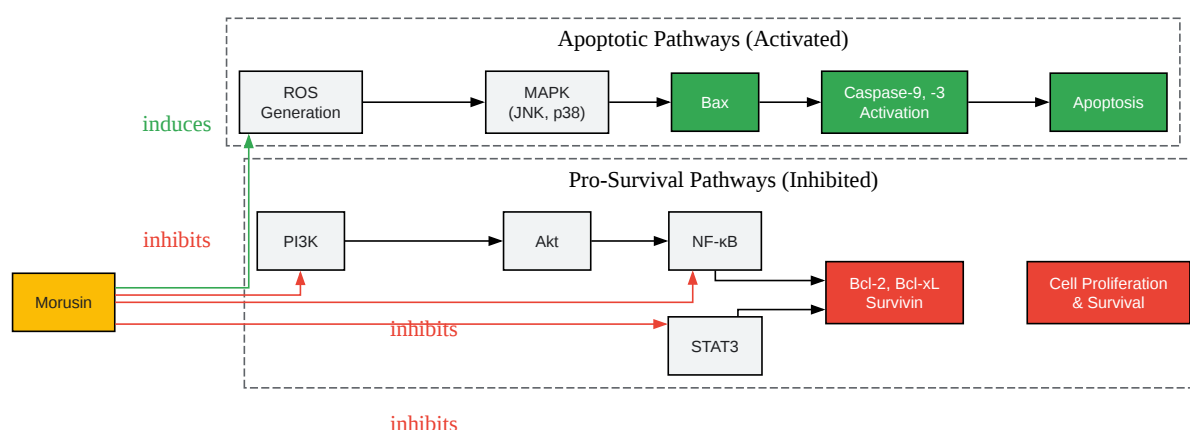 Apoptotic Pathways (Activated)
ROS
Generation
MAPK
(JNK, p38)
Bax
Caspase-9, -3
Activation
Apoptosis
induces
Pro-Survival Pathways (Inhibited)
PI3K
Akt
NF-κB
inhibits
Morusin
Bcl-2, Bcl-xL
Survivin
Cell Proliferation
& Survival
inhibits
STAT3
inhibits